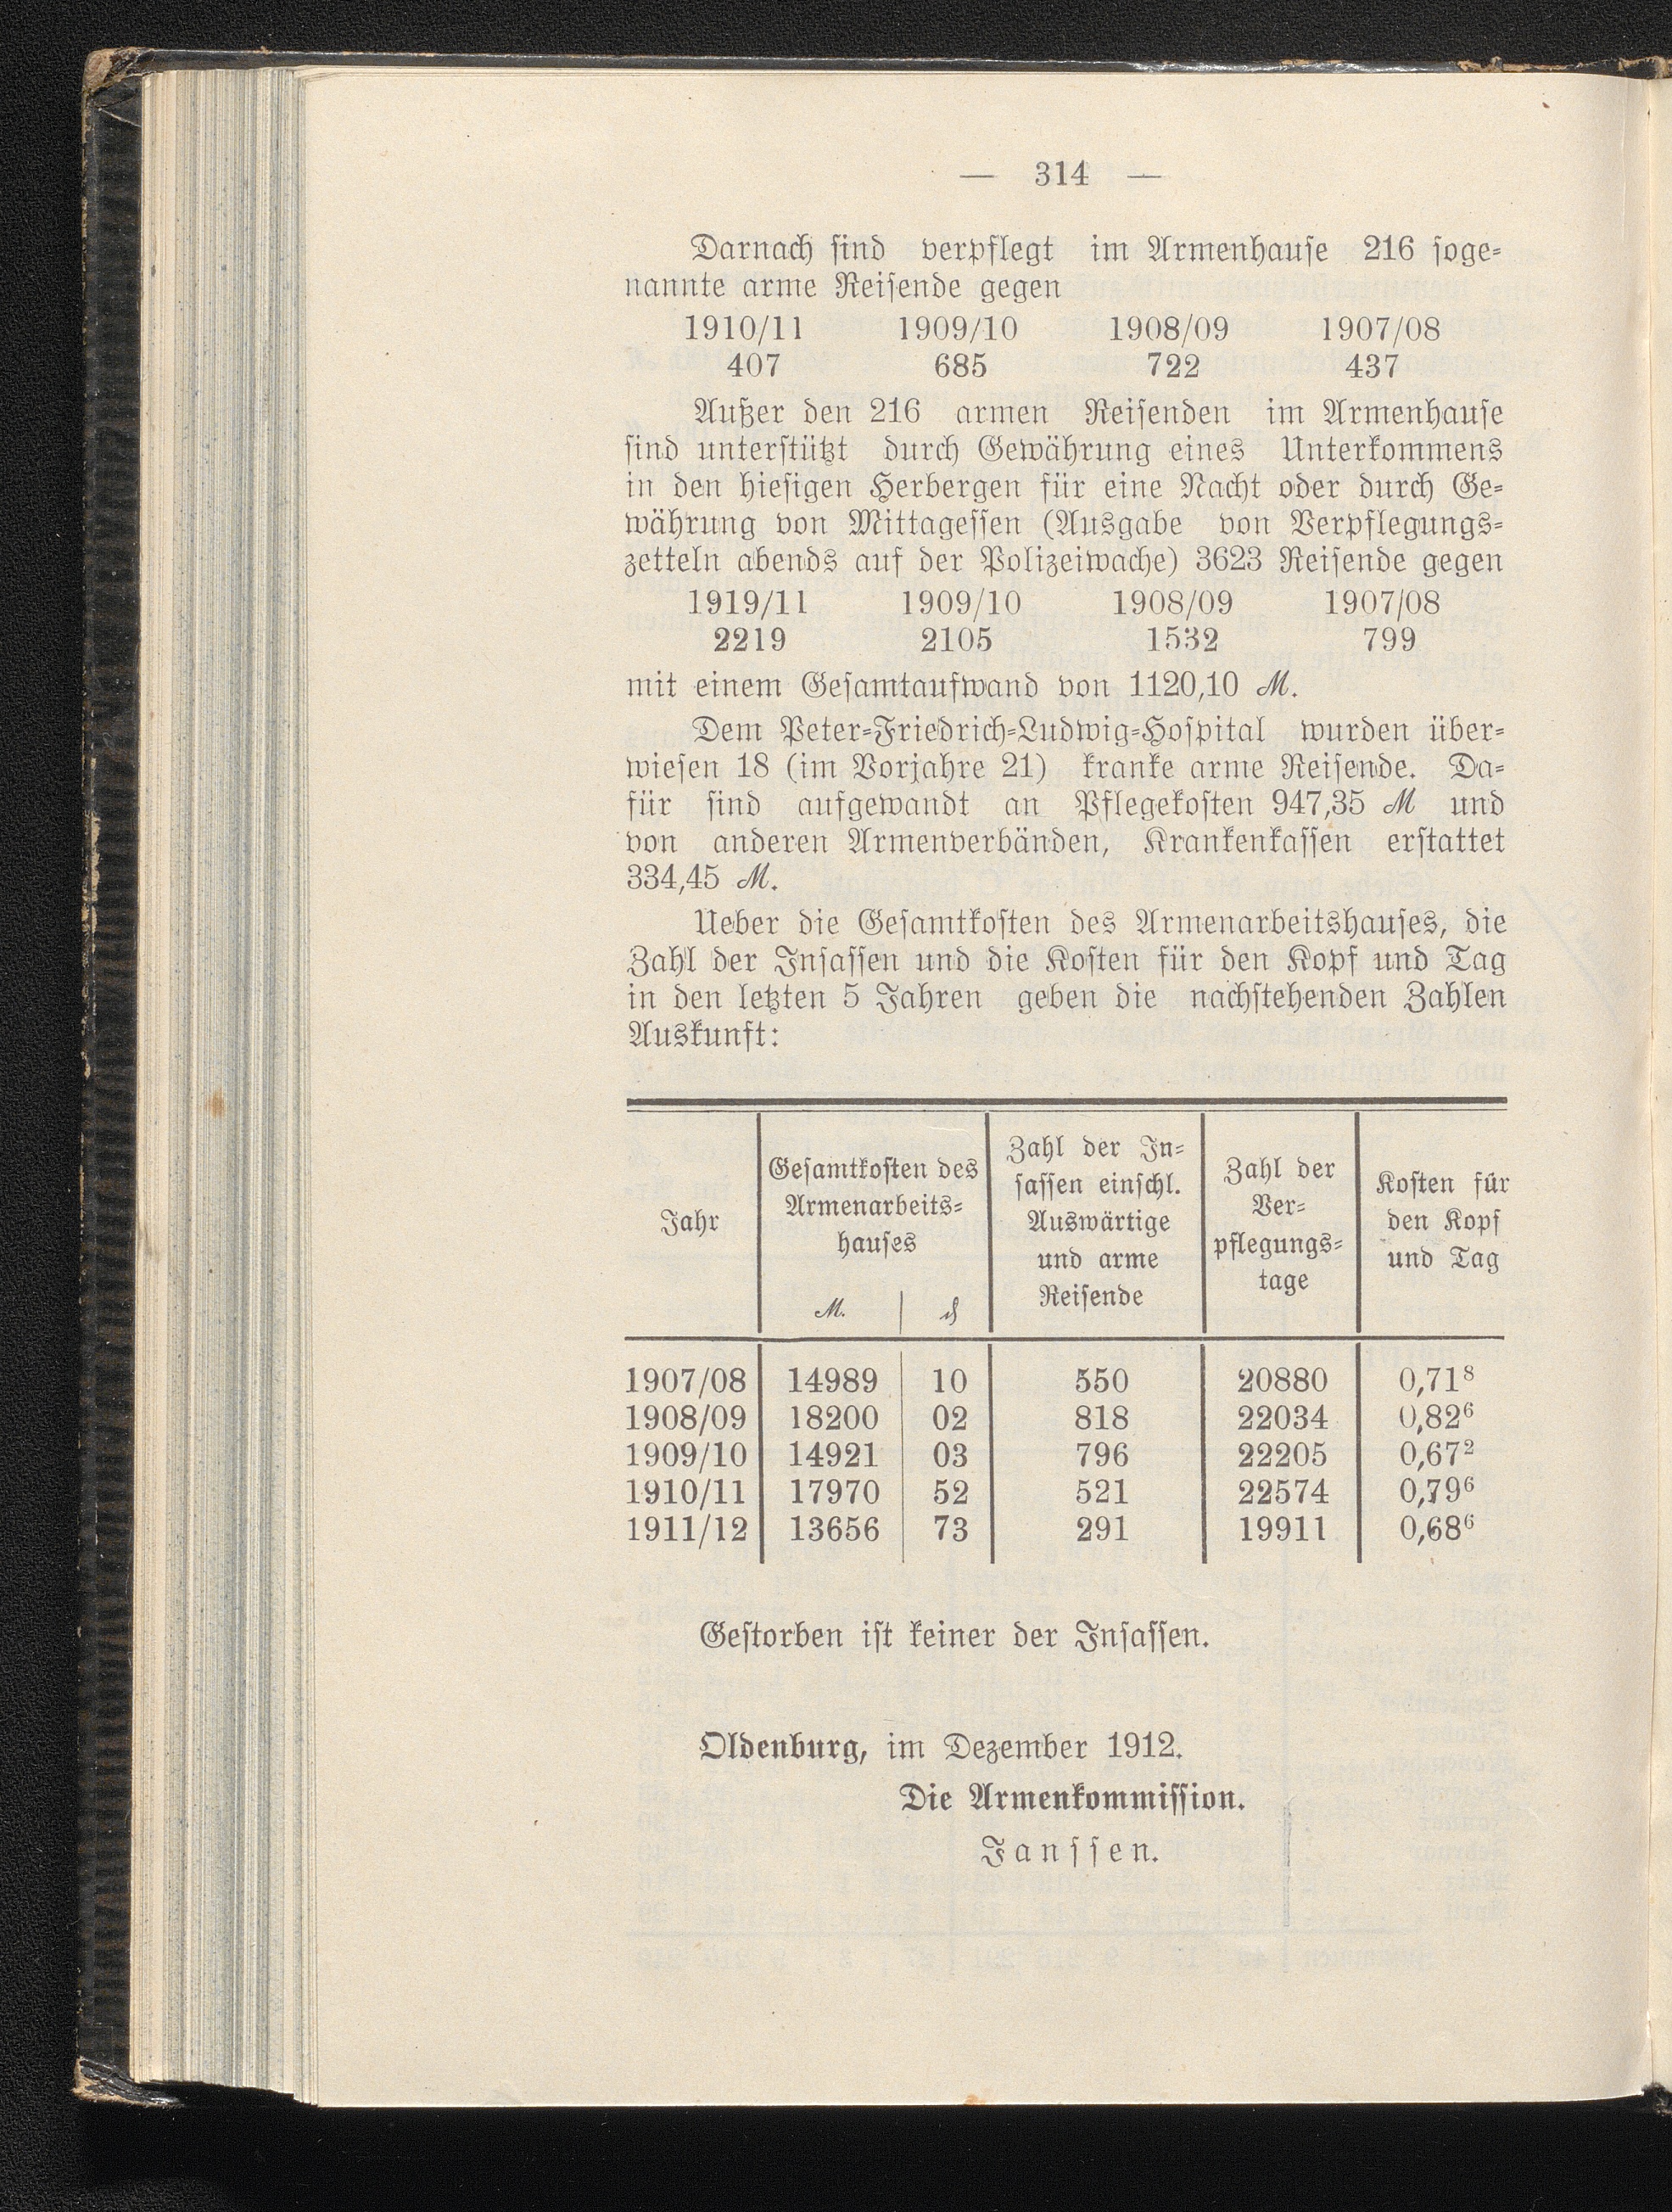 — 314 —
Darnach sind verpflegt im Armenhause 216 soge-
nannte arme Reisende gegen
1910/11 1909/10 1908/09 1907/08
407 685 722 437
Außer den 216 armen Reisenden im Armenhause
sind unterstützt durch Gewährung eines Unterkommens
in den hiesigen Herbergen für eine Nacht oder durch Ge-
währung von Mittagessen (Ausgabe von Verpflegungs-
zetteln abends auf der Polizeiwache) 3623 Reisende gegen
1919/11 1909/10 1908/09 1907/08
2219 2105 1532 799
mit einem Gesamtaufwand von 1120,10 ℳ.
Dem Peter-Friedrich-Ludwig-Hospital wurden über-
wiesen 18 (im Vorjahre 21) kranke arme Reisende. Da-
für sind aufgewandt an Pflegekosten 947,35 ℳ und
von anderen Armenverbänden, Krankenkassen erstattet
334,45 ℳ.
Ueber die Gesamtkosten des Armenarbeitshauses, die
Zahl der Insassen und die Kosten für den Kopf und Tag
in den letzten 5 Jahren geben die nachstehenden Zahlen
Auskunft:
Jahr
Gesamtkosten des
Armenarbeits-
hauses
ℳ. ₰
Zahl der In-
sassen einschl.
Auswärtige
und arme
Reisende
Zahl der
Ver-
pflegungs-
tage
Kosten für
den Kopf
und Tag
1907/08 14989 10 550 20880 0,71⁸
1908/09 18200 02 818 22034 0,82⁶
1909/10 14921 03 796 22205 0,67²
1910/11 17970 52 521 22574 0,79⁶
1911/12 13656 73 291 19911 0,68⁶
Gestorben ist keiner der Insassen.
Oldenburg, im Dezember 1912.
Die Armenkommission.
Janssen.